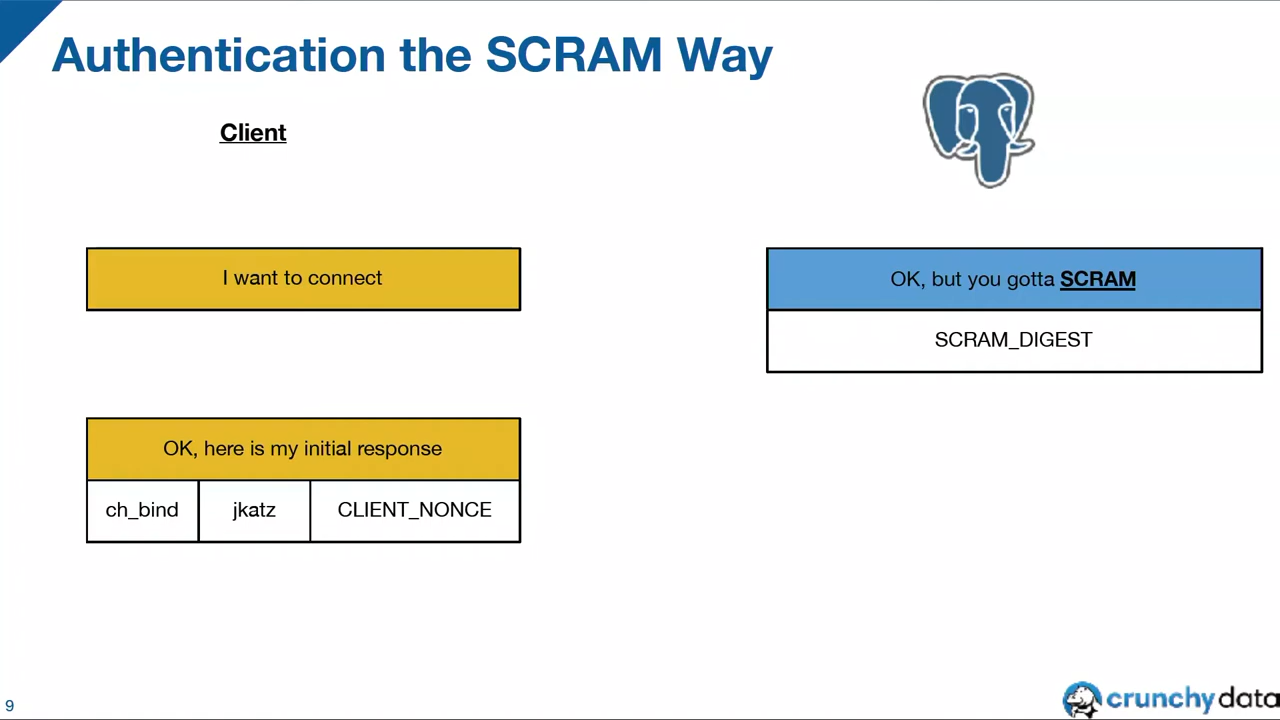 Authentication the SCRAM Way
Client
I want to connect
OK, but you gotta SCRAM
SCRAM_DIGEST
OK, here is my initial response
ch_bind
jkatz
CLIENT_NONCE
9
crunchydata